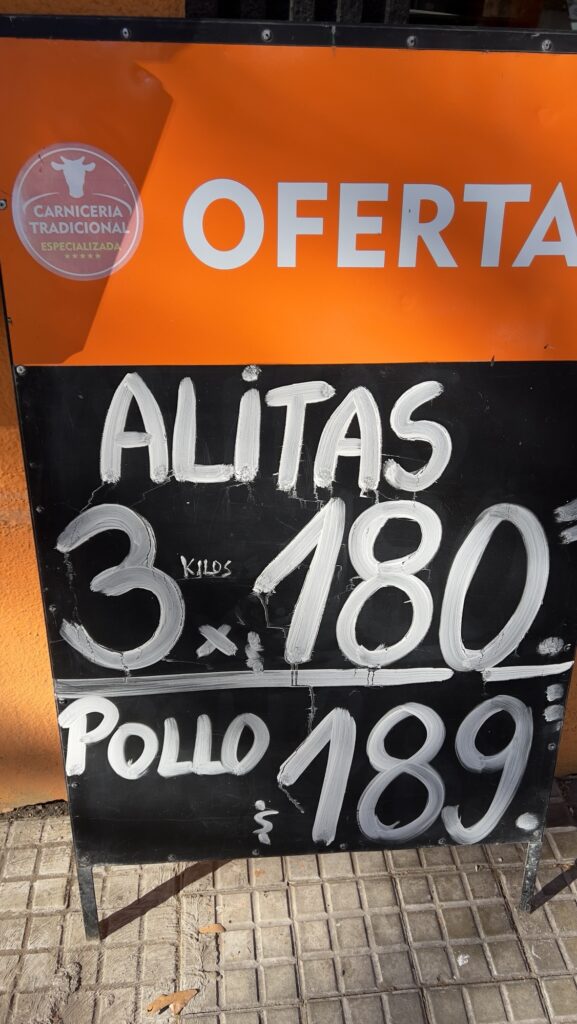 CARNICERIA
TRADICIONAL
ESPECIALIZADA
OFERTA
ALITAS
3 KILOS x $ 180
POLLO $ 189